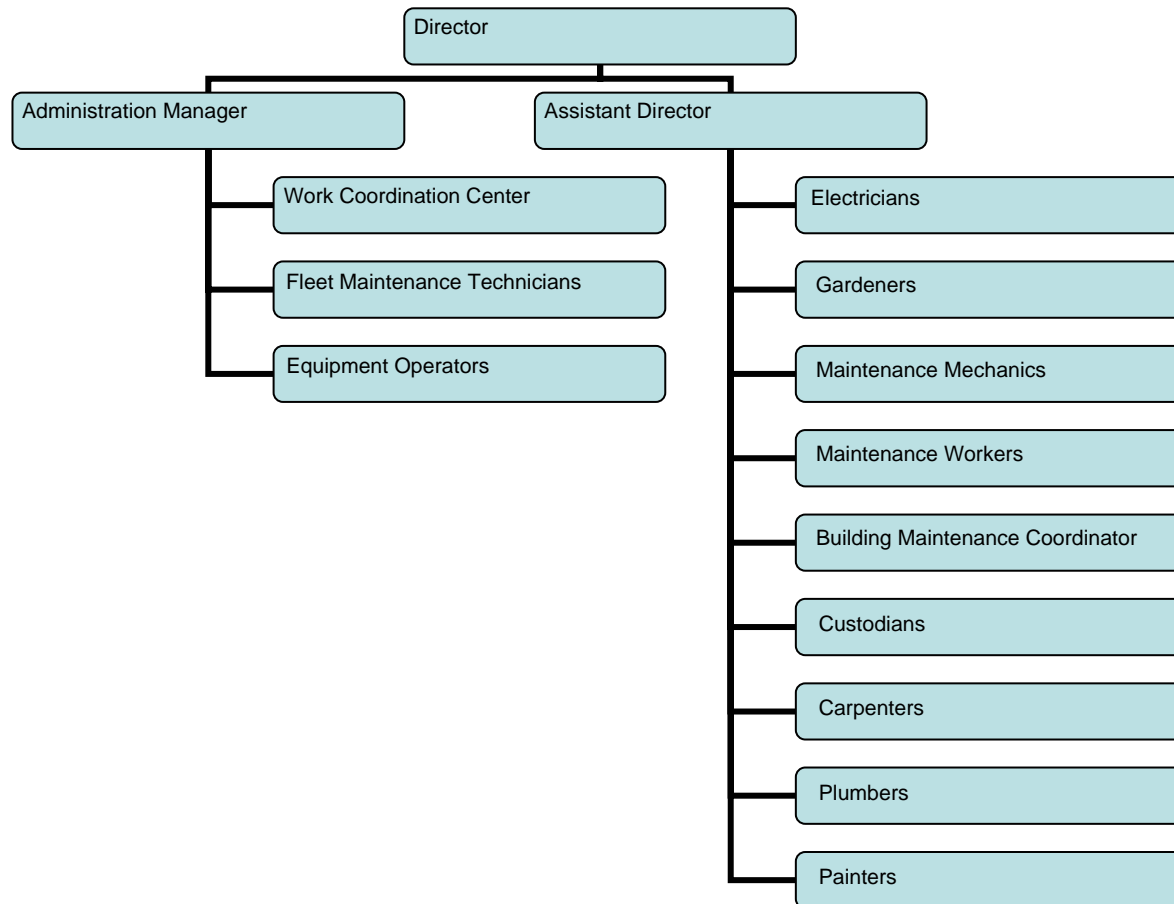 Director
Administration Manager
Assistant Director
Work Coordination Center
Fleet Maintenance Technicians
Equipment Operators
Electricians
Gardeners
Maintenance Mechanics
Maintenance Workers
Building Maintenance Coordinator
Custodians
Carpenters
Plumbers
Painters